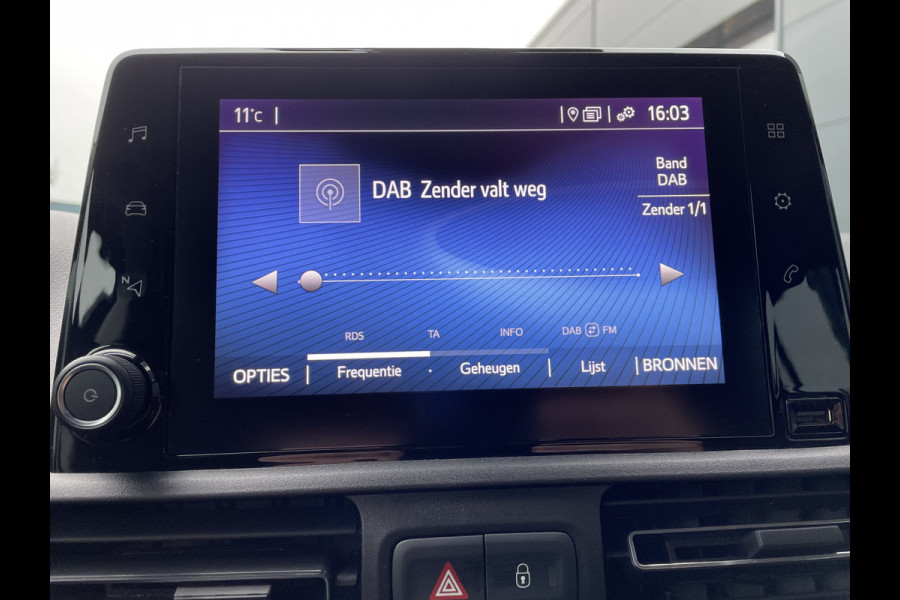 11°C
16:03
Band
DAB
DAB Zender valt weg
Zender 1/1
N
RDS TA INFO DAB FM
OPTIES Frequentie Geheugen Lijst BRONNEN